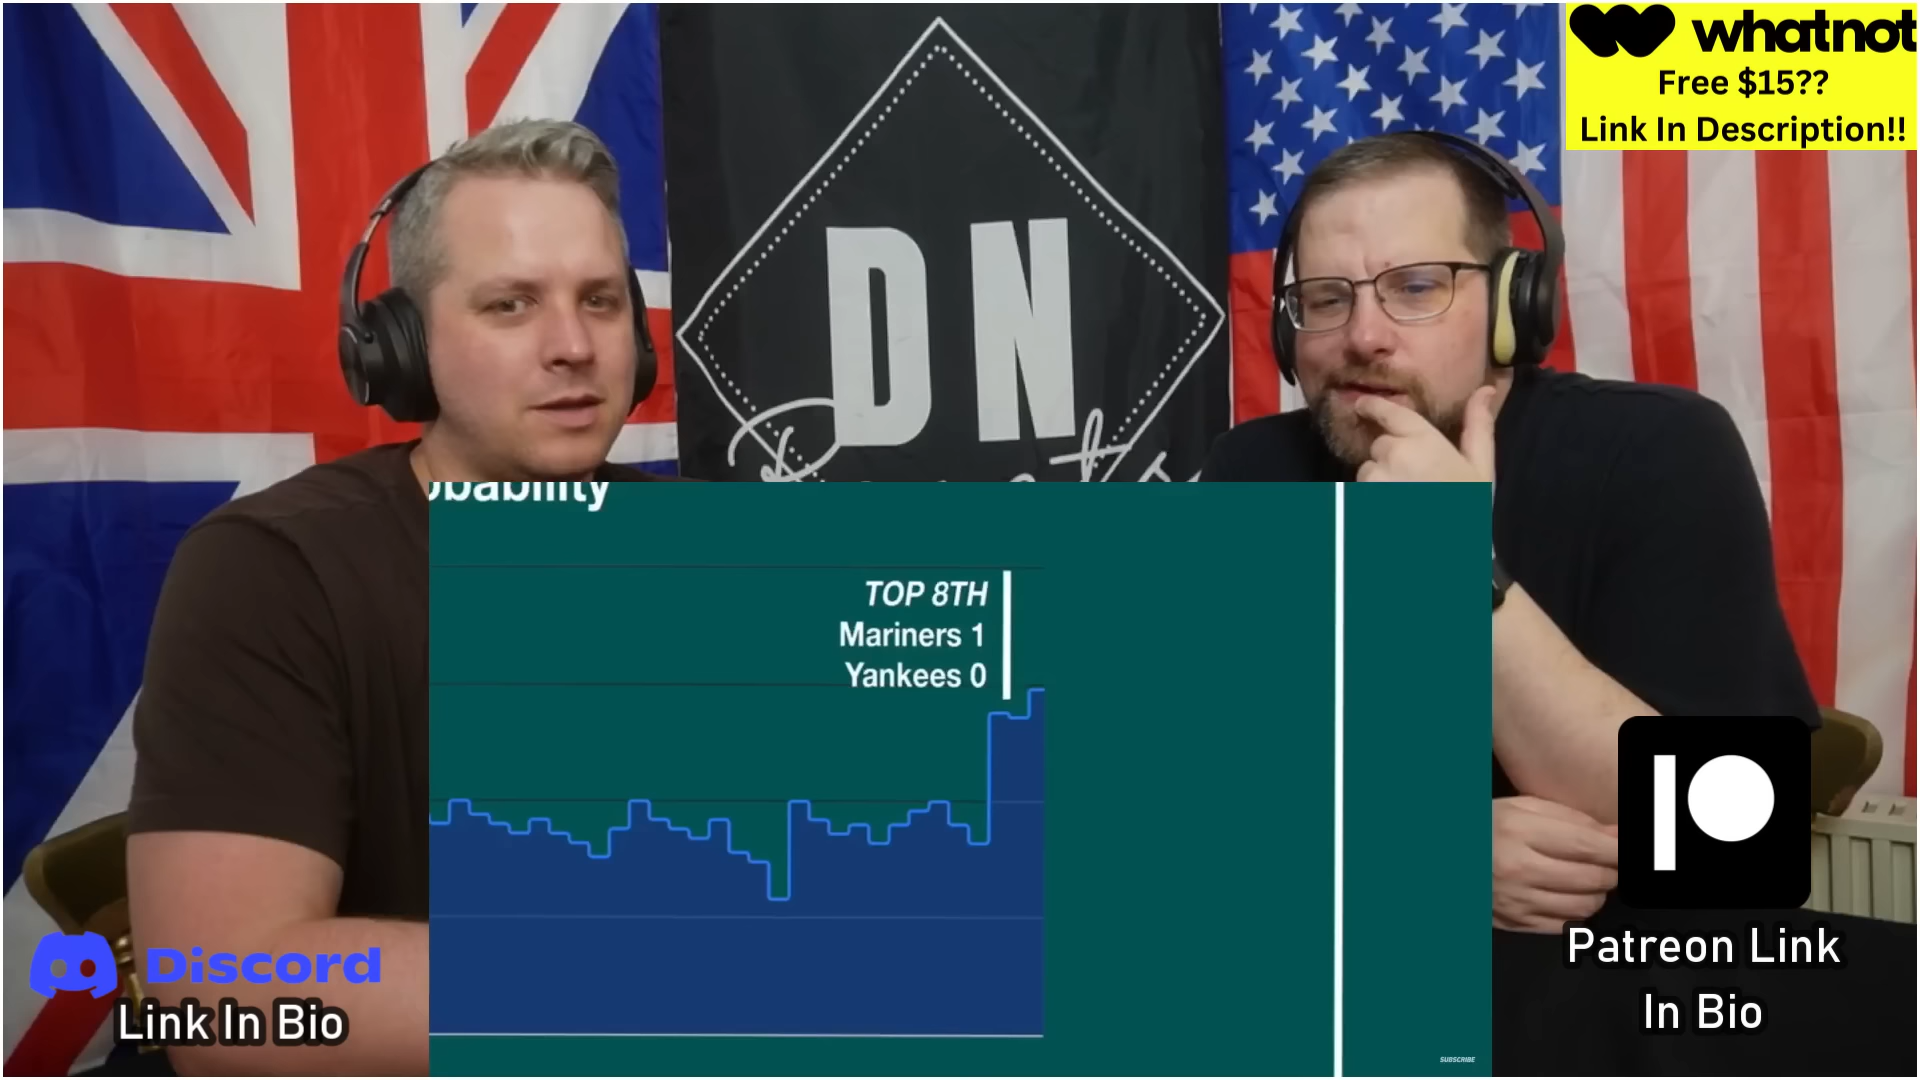 whatnot
Free $15??
Link In Description!!
DN
TOP 8TH
Mariners 1
Yankees 0
SUBSCRIBE
Discord
Link In Bio
Patreon Link
In Bio